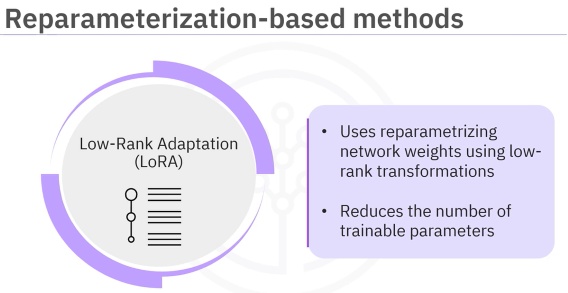 Reparameterization-based methods
Low-Rank Adaptation
(LoRA)
• Uses reparametrizing
network weights using low-
rank transformations
• Reduces the number of
trainable parameters